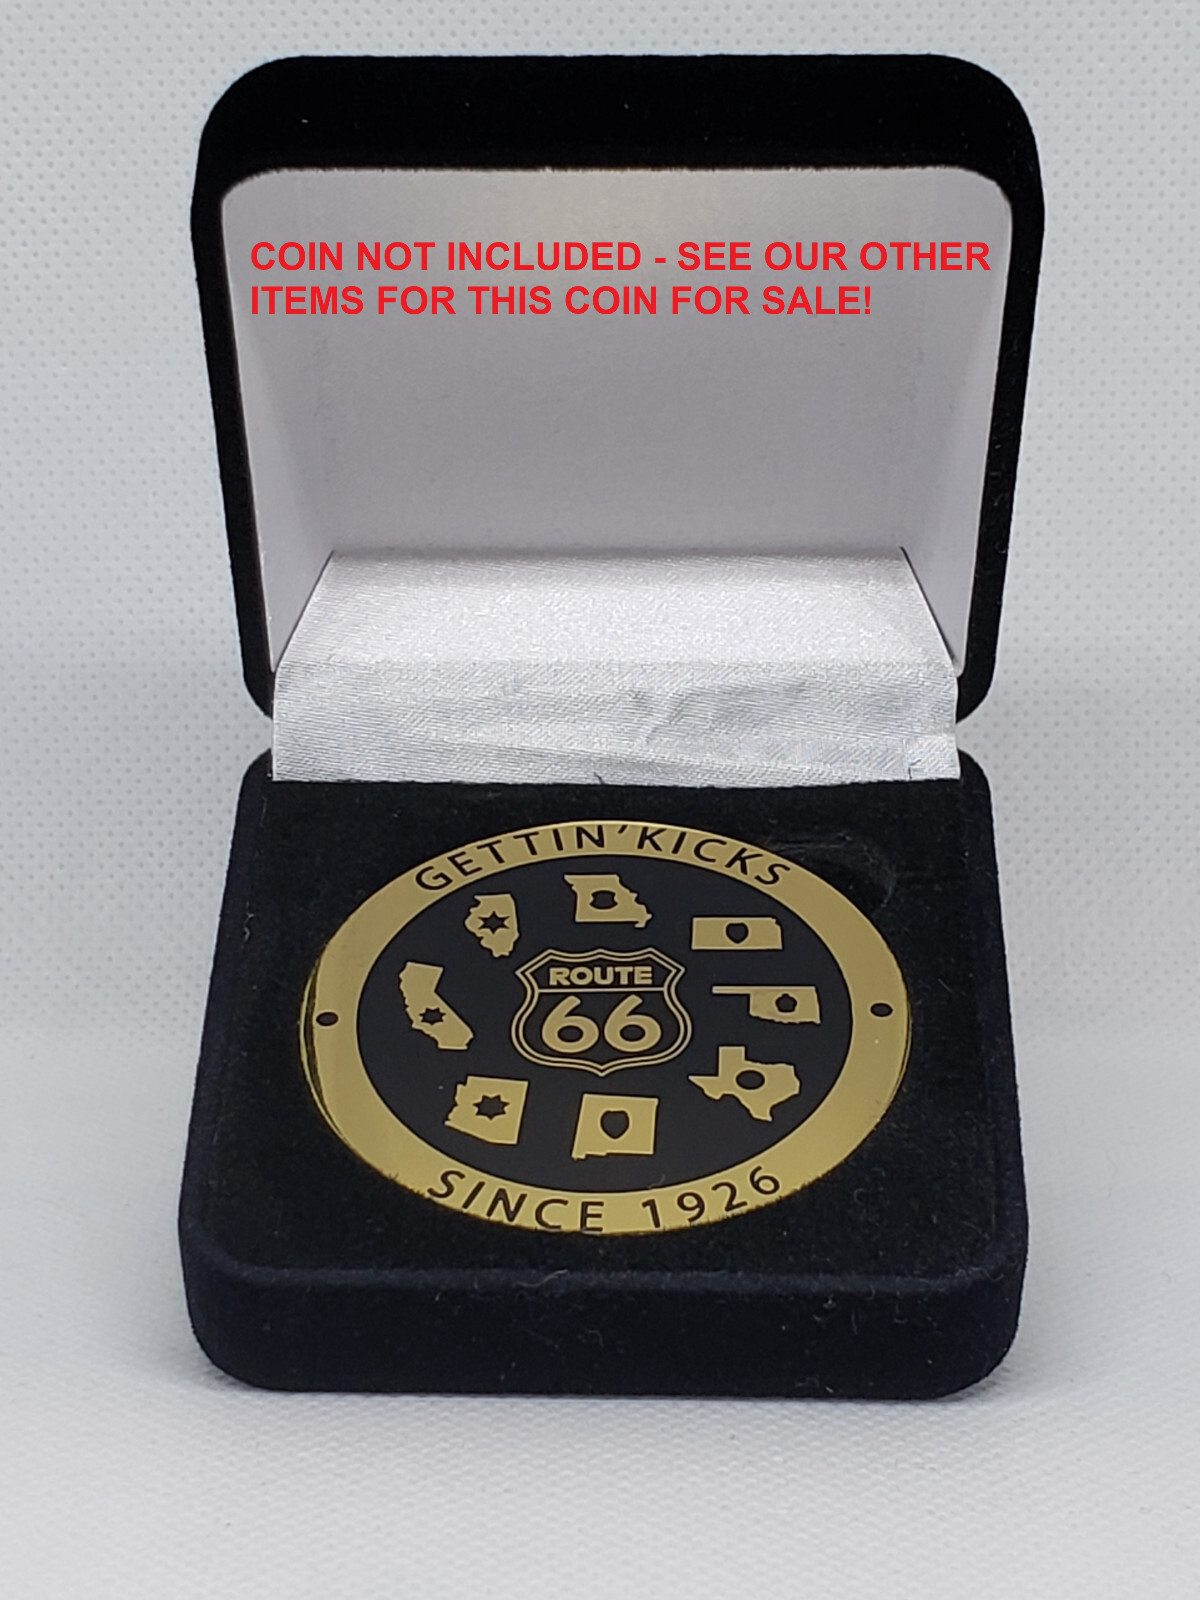 COIN NOT INCLUDED - SEE OUR OTHER
ITEMS FOR THIS COIN FOR SALE!
GETTIN'KICKS
ROUTE
66
SINCE 1926